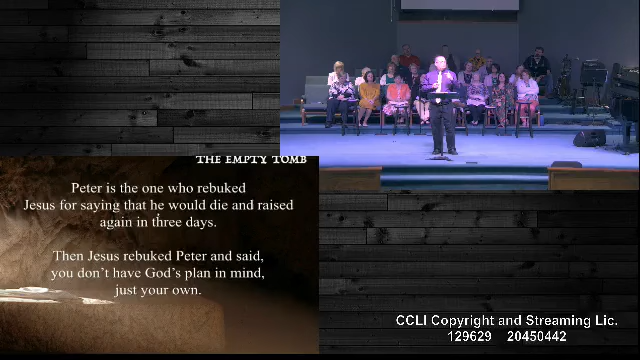 THE EMPTY TOMB
Peter is the one who rebuked
Jesus for saying that he would die and raised
again in three days.
Then Jesus rebuked Peter and said,
you don't have God's plan in mind,
just your own.
CCLI Copyright and Streaming Lic.
129629 20450442